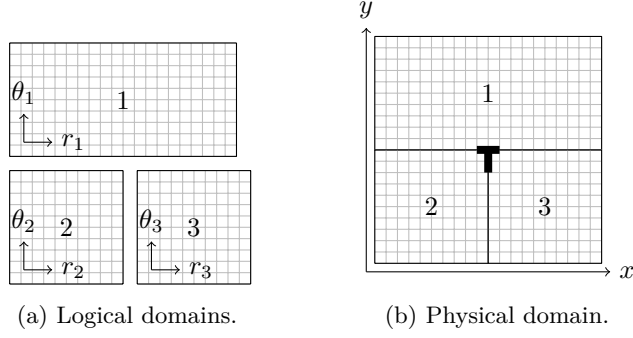 θ1
1
r1
θ2
2
r2
θ3
3
r3
(a) Logical domains.
y
1
2
3
x
(b) Physical domain.